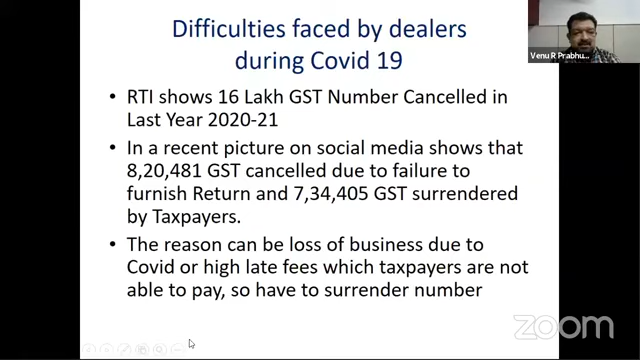 Difficulties faced by dealers
during Covid 19
Venu R Prabhu...
• RTI shows 16 Lakh GST Number Cancelled in
Last Year 2020-21
• In a recent picture on social media shows that
8,20,481 GST cancelled due to failure to
furnish Return and 7,34,405 GST surrendered
by Taxpayers.
• The reason can be loss of business due to
Covid or high late fees which taxpayers are not
able to pay, so have to surrender number
zoom